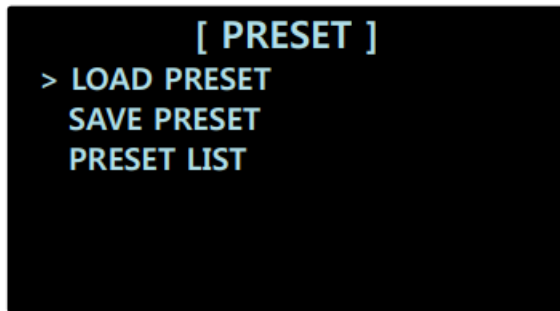 [ PRESET ]
> LOAD PRESET
SAVE PRESET
PRESET LIST